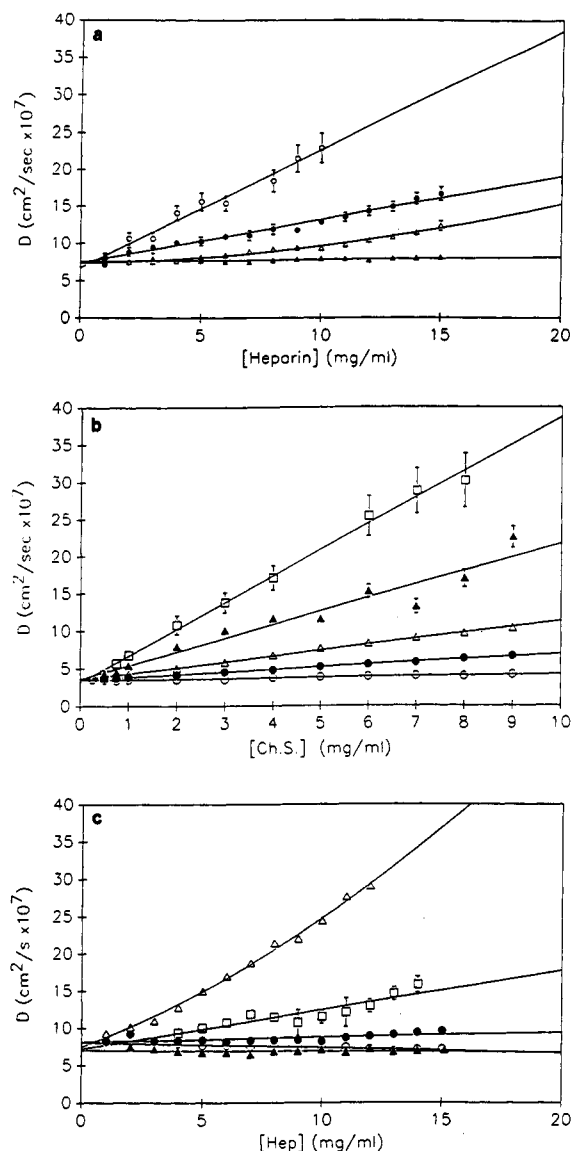 a
40
35
30
25
20
15
10
5
0
D (cm²/sec x10⁷)
0 5 10 15 20
[Heparin] (mg/ml)
b
40
35
30
25
20
15
10
5
0
D (cm²/sec x10⁷)
0 1 2 3 4 5 6 7 8 9 10
[Ch.S.] (mg/ml)
c
40
35
30
25
20
15
10
5
0
D (cm²/s x10⁷)
0 5 10 15 20
[Hep] (mg/ml)